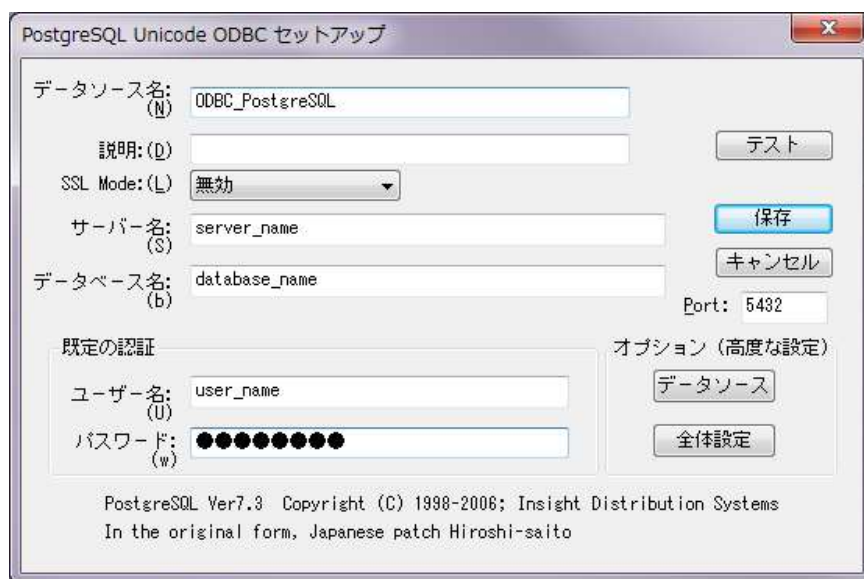 PostgreSQL Unicode ODBC セットアップ
データソース名:(N) ODBC_PostgreSQL
説明:(D)
テスト
SSL Mode:(L) 無効
サーバー名:(S) server_name
保存
キャンセル
データベース名:(b) database_name
Port: 5432
既定の認証
オプション (高度な設定)
ユーザー名:(U) user_name
データソース
パスワード:(w) ●●●●●●●●
全体設定
PostgreSQL Ver7.3 Copyright (C) 1998-2006; Insight Distribution Systems
In the original form, Japanese patch Hiroshi-saito